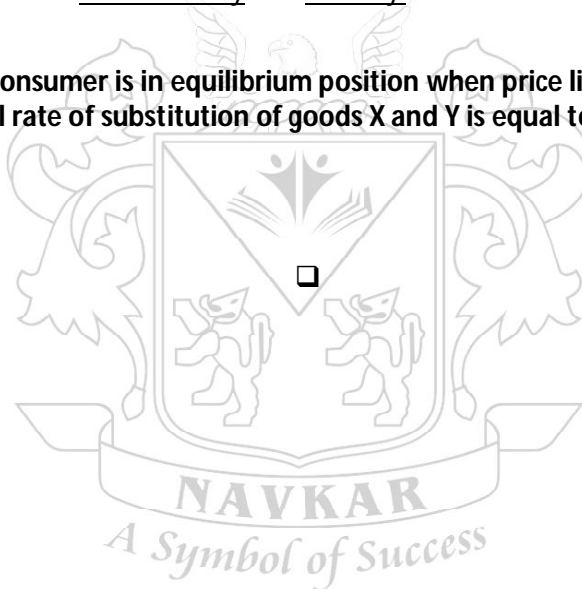 onsumer is in equilibrium position when price li
l rate of substitution of goods X and Y is equal to
NAVKAR
A Symbol of Success